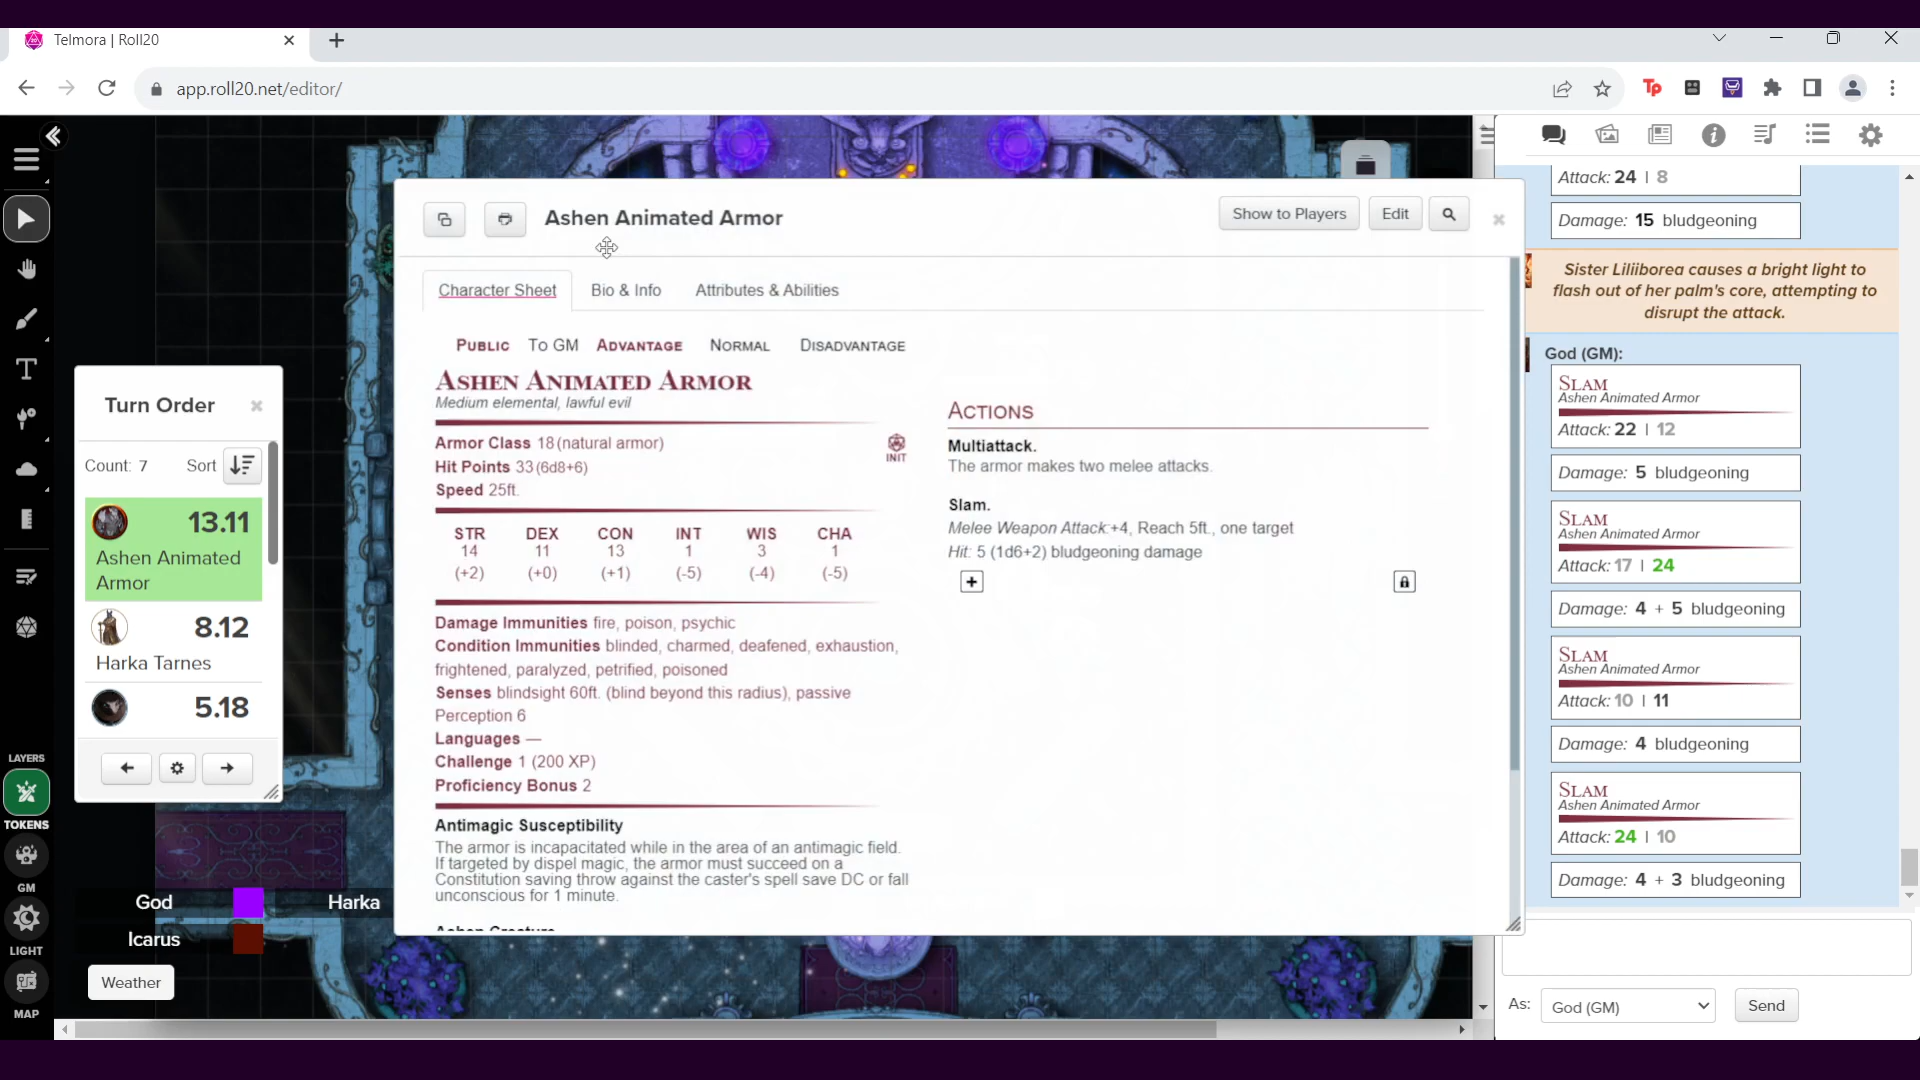 Telmora | Roll20
app.roll20.net/editor/
Tp
Ashen Animated Armor
Show to Players
Edit
Character Sheet
Bio & Info
Attributes & Abilities
PUBLIC
TO GM
ADVANTAGE
NORMAL
DISADVANTAGE
ASHEN ANIMATED ARMOR
Medium elemental, lawful evil
Armor Class 18 (natural armor)
INIT
Hit Points 33 (6d8+6)
Speed 25ft.
STR DEX CON INT WIS CHA
14 11 13 1 3 1
(+2) (+0) (+1) (-5) (-4) (-5)
Damage Immunities fire, poison, psychic
Condition Immunities blinded, charmed, deafened, exhaustion,
frightened, paralyzed, petrified, poisoned
Senses blindsight 60ft. (blind beyond this radius), passive
Perception 6
Languages —
Challenge 1 (200 XP)
Proficiency Bonus 2
Antimagic Susceptibility
The armor is incapacitated while in the area of an antimagic field.
If targeted by dispel magic, the armor must succeed on a
Constitution saving throw against the caster's spell save DC or fall
unconscious for 1 minute.
Ashen Creature
ACTIONS
Multiattack.
The armor makes two melee attacks.
Slam.
Melee Weapon Attack:+4, Reach 5ft., one target
Hit: 5 (1d6+2) bludgeoning damage
Turn Order
Count: 7
Sort
13.11
Ashen Animated
Armor
8.12
Harka Tarnes
5.18
LAYERS
TOKENS
GM
LIGHT
MAP
God
Harka
Icarus
Weather
Attack: 24 | 8
Damage: 15 bludgeoning
Sister Liliiborea causes a bright light to
flash out of her palm's core, attempting to
disrupt the attack.
God (GM):
SLAM
Ashen Animated Armor
Attack: 22 | 12
Damage: 5 bludgeoning
SLAM
Ashen Animated Armor
Attack: 17 | 24
Damage: 4 + 5 bludgeoning
SLAM
Ashen Animated Armor
Attack: 10 | 11
Damage: 4 bludgeoning
SLAM
Ashen Animated Armor
Attack: 24 | 10
Damage: 4 + 3 bludgeoning
As:
God (GM)
Send